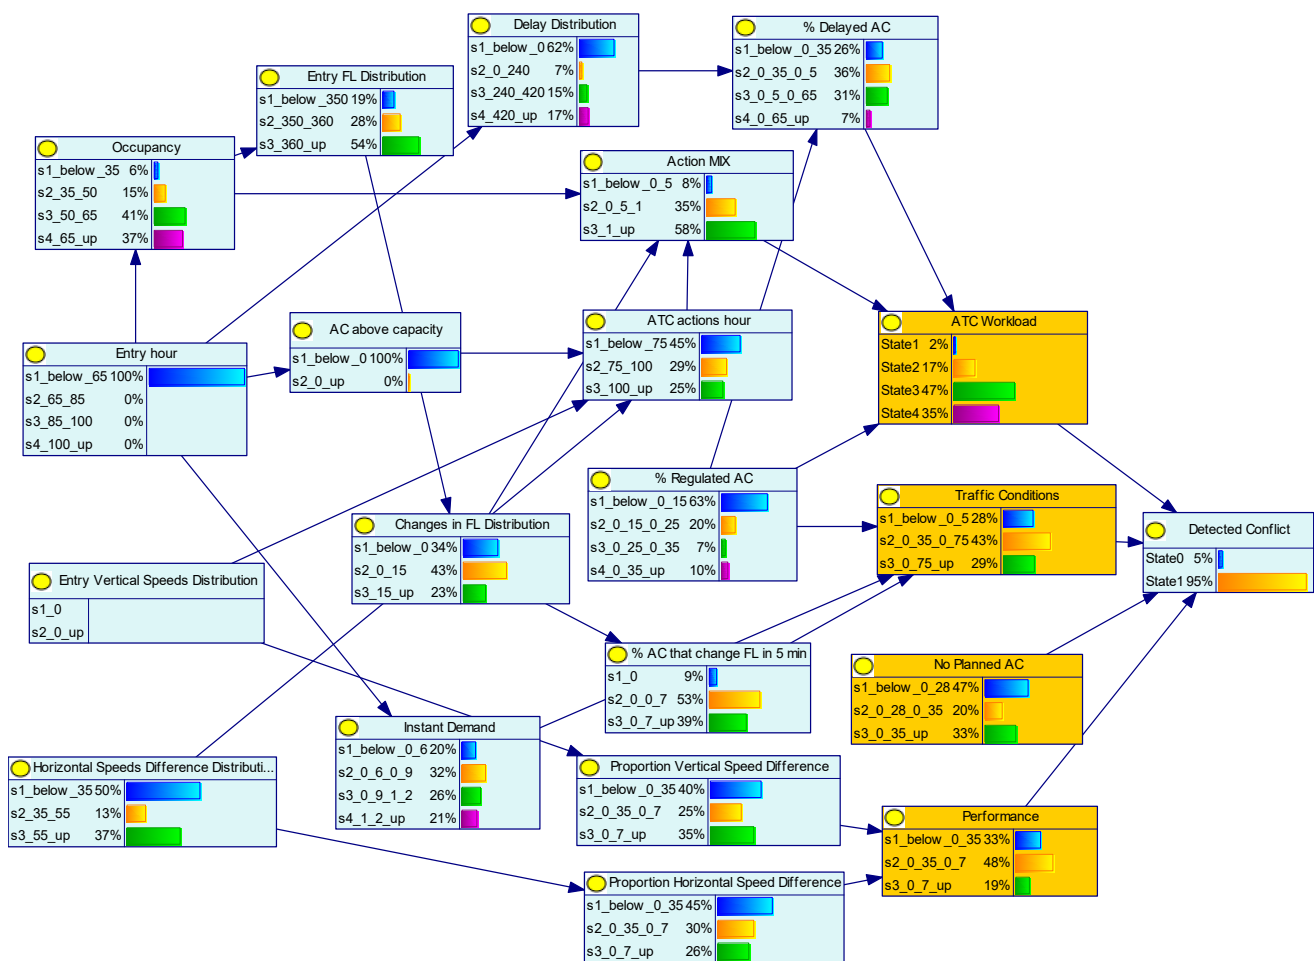 Delay Distribution
s1_below_0 62%
s2_0_240 7%
s3_240_420 15%
s4_420_up 17%
% Delayed AC
s1_below_0_35 26%
s2_0_35_0_5 36%
s3_0_5_0_65 31%
s4_0_65_up 7%
Entry FL Distribution
s1_below_350 19%
s2_350_360 28%
s3_360_up 54%
Occupancy
s1_below_35 6%
s2_35_50 15%
s3_50_65 41%
s4_65_up 37%
Action MIX
s1_below_0_5 8%
s2_0_5_1 35%
s3_1_up 58%
AC above capacity
s1_below_0 100%
s2_0_up 0%
ATC actions hour
s1_below_75 45%
s2_75_100 29%
s3_100_up 25%
ATC Workload
State1 2%
State2 17%
State3 47%
State4 35%
Entry hour
s1_below_65 100%
s2_65_85 0%
s3_85_100 0%
s4_100_up 0%
% Regulated AC
s1_below_0_15 63%
s2_0_15_0_25 20%
s3_0_25_0_35 7%
s4_0_35_up 10%
Traffic Conditions
s1_below_0_5 28%
s2_0_35_0_75 43%
s3_0_75_up 29%
Changes in FL Distribution
s1_below_0 34%
s2_0_15 43%
s3_15_up 23%
Detected Conflict
State0 5%
State1 95%
Entry Vertical Speeds Distribution
s1_0
s2_0_up
% AC that change FL in 5 min
s1_0 9%
s2_0_0_7 53%
s3_0_7_up 39%
No Planned AC
s1_below_0_28 47%
s2_0_28_0_35 20%
s3_0_35_up 33%
Instant Demand
s1_below_0_6 20%
s2_0_6_0_9 32%
s3_0_9_1_2 26%
s4_1_2_up 21%
Horizontal Speeds Difference Distributi...
s1_below_35 50%
s2_35_55 13%
s3_55_up 37%
Proportion Vertical Speed Difference
s1_below_0_35 40%
s2_0_35_0_7 25%
s3_0_7_up 35%
Performance
s1_below_0_35 33%
s2_0_35_0_7 48%
s3_0_7_up 19%
Proportion Horizontal Speed Difference
s1_below_0_35 45%
s2_0_35_0_7 30%
s3_0_7_up 26%